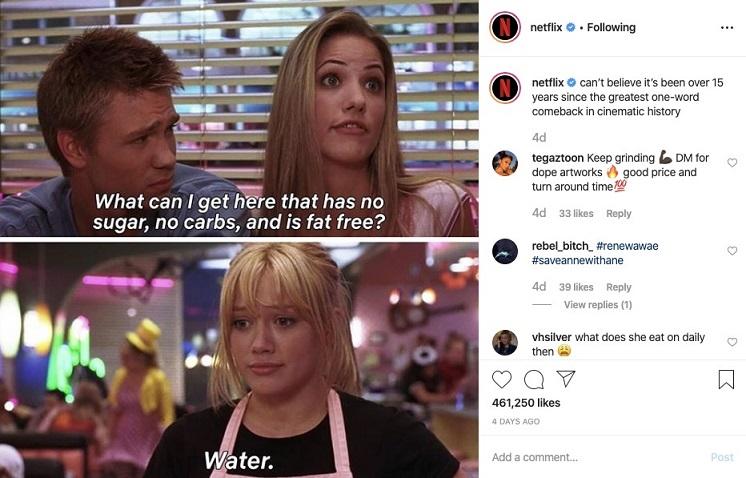 What can I get here that has no
sugar, no carbs, and is fat free?
Water.
netflix • Following
netflix can't believe it's been over 15
years since the greatest one-word
comeback in cinematic history
4d
tegaztoon Keep grinding 💪🏿 DM for
dope artworks 🔥 good price and
turn around time💯
4d 33 likes Reply
rebel_bitch_ #renewawae
#saveannewithane
4d 39 likes Reply
View replies (1)
vhsilver what does she eat on daily
then 😩
461,250 likes
4 DAYS AGO
Add a comment... Post